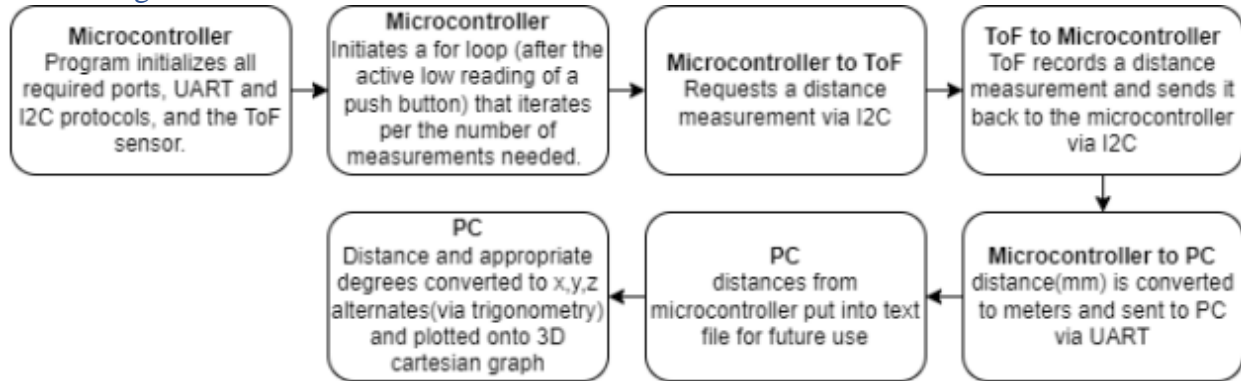 Microcontroller
Program initializes all
required ports, UART and
I2C protocols, and the ToF
sensor.
Microcontroller
Initiates a for loop (after the
active low reading of a
push button) that iterates
per the number of
measurements needed.
Microcontroller to ToF
Requests a distance
measurement via I2C
ToF to Microcontroller
ToF records a distance
measurement and sends it
back to the microcontroller
via I2C
Microcontroller to PC
distance(mm) is converted
to meters and sent to PC
via UART
PC
distances from
microcontroller put into text
file for future use
PC
Distance and appropriate
degrees converted to x,y,z
alternates(via trigonometry)
and plotted onto 3D
cartesian graph